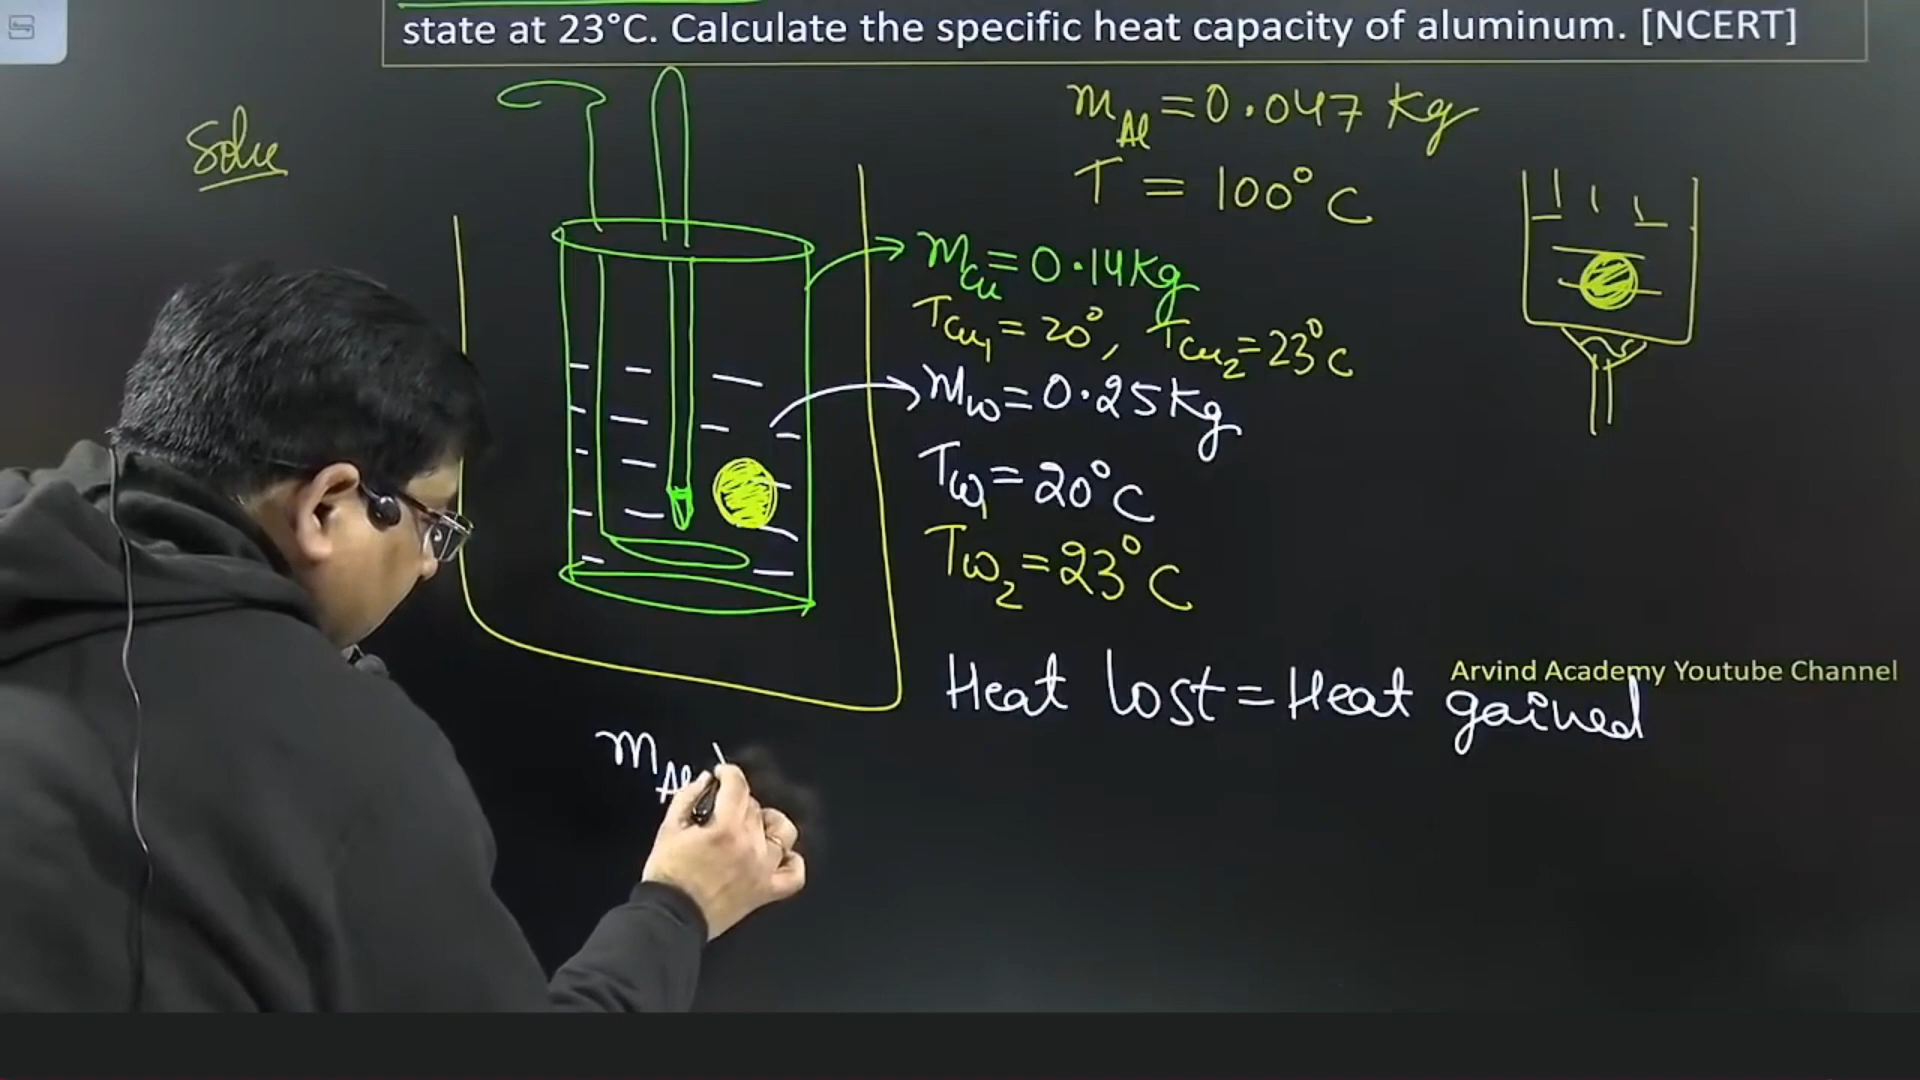 state at 23°C. Calculate the specific heat capacity of aluminum. [NCERT]
Solu
m_Al = 0.047 Kg
T = 100°C
m_Cu = 0.14 Kg
T_Cu1 = 20°, T_Cu2 = 23°C
m_w = 0.25 Kg
T_w1 = 20°C
T_w2 = 23°C
Arvind Academy Youtube Channel
Heat lost = Heat gained
m_Al